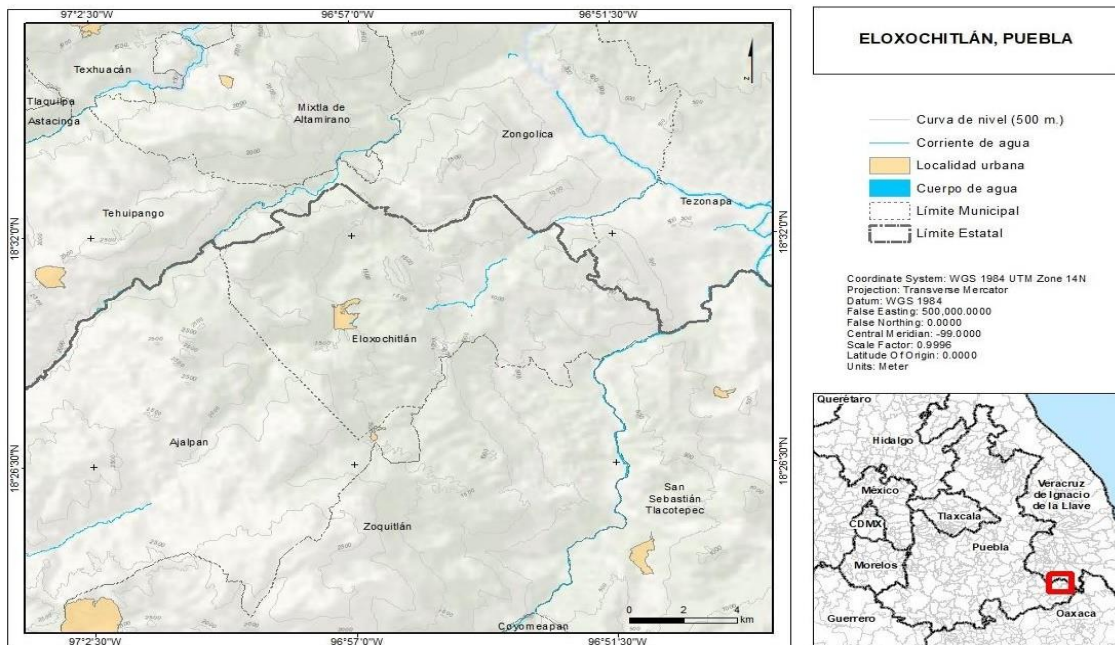 97°2'30"W
96°57'0"W
96°51'30"W
18°32'0"N
18°26'30"N
Texhuacán
Tlaquilpa
Astacinga
Mixtla de
Altamirano
Zongolica
Tehuipango
Tezonapa
Eloxochitlán
Ajalpan
Zoquitlán
San
Sebastián
Tlacotepec
Coyomeapan
0 2 4
km
18°32'0"N
18°26'30"N
97°2'30"W
96°57'0"W
96°51'30"W
ELOXOCHITLÁN, PUEBLA
Curva de nivel (500 m.)
Corriente de agua
Localidad urbana
Cuerpo de agua
Límite Municipal
Límite Estatal
Coordinate System: WGS 1984 UTM Zone 14N
Projection: Transverse Mercator
Datum: WGS 1984
False Easting: 500,000.0000
False Northing: 0.0000
Central Meridian: -99.0000
Scale Factor: 0.9996
Latitude Of Origin: 0.0000
Units: Meter
Querétaro
Hidalgo
México
CDMX
Tlaxcala
Veracruz
de Ignacio
de la Llave
Morelos
Puebla
Guerrero
Oaxaca